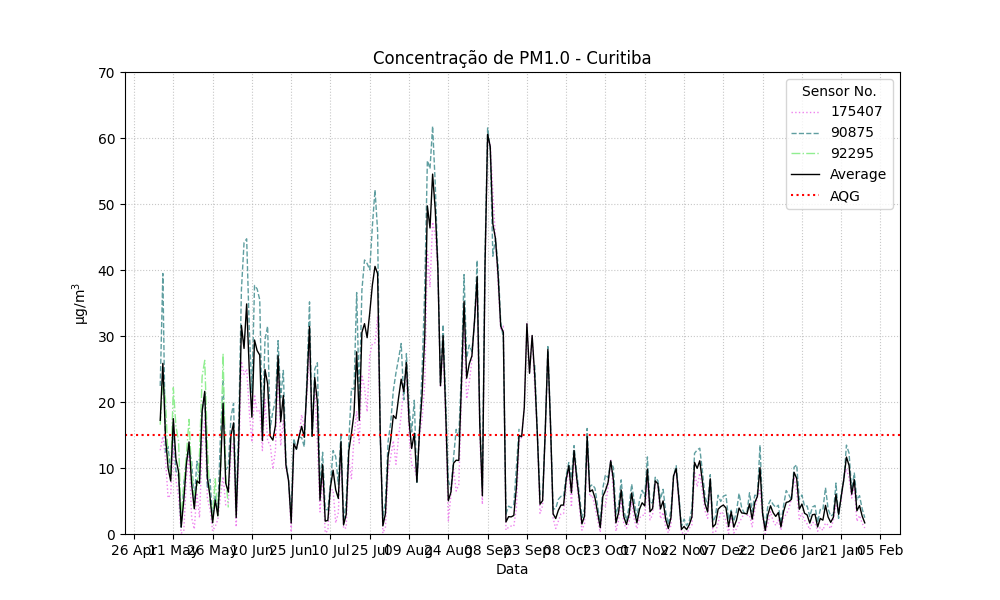 Concentração de PM1.0 - Curitiba
70
60
50
40
30
20
10
0
µg/m³
Sensor No.
175407
90875
92295
Average
AQG
26 Apr 11 May 26 May 10 Jun 25 Jun 10 Jul 25 Jul 09 Aug 24 Aug 08 Sep 23 Sep 08 Oct 23 Oct 07 Nov 22 Nov 07 Dec 22 Dec 06 Jan 21 Jan 05 Feb
Data